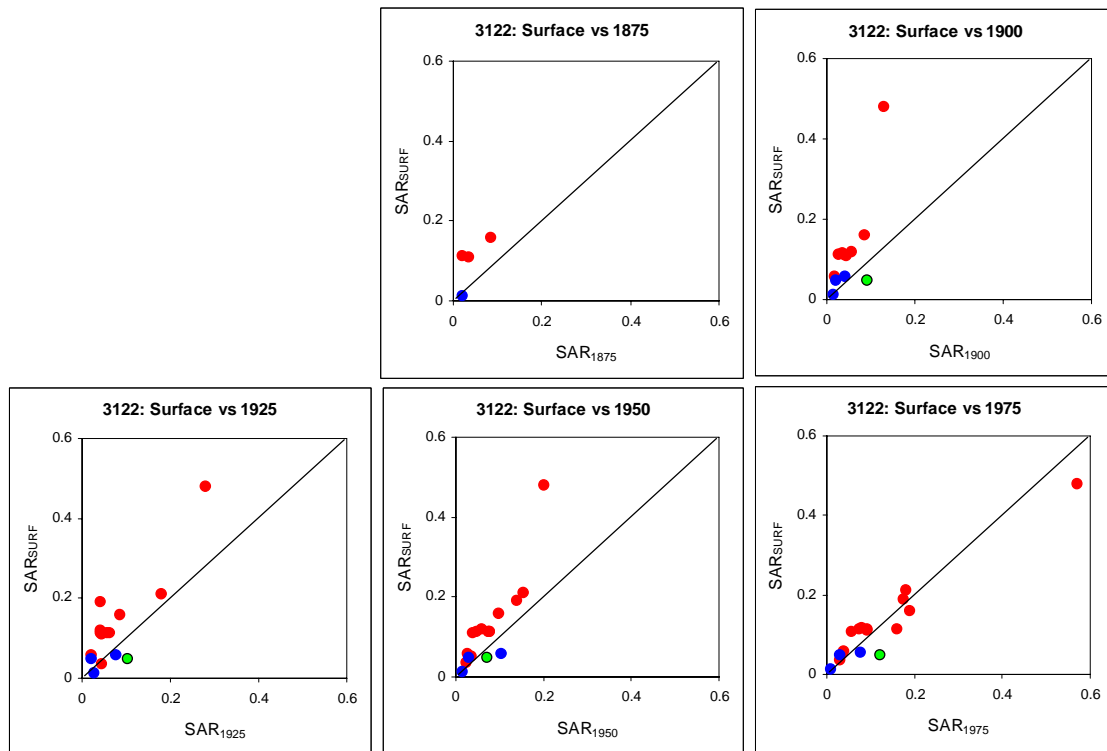 3122: Surface vs 1875
0.6
0.4
0.2
0
SARSURF
0 0.2 0.4 0.6
SAR1875
3122: Surface vs 1900
0.6
0.4
0.2
0
SARSURF
0 0.2 0.4 0.6
SAR1900
3122: Surface vs 1925
0.6
0.4
0.2
0
SARSURF
0 0.2 0.4 0.6
SAR1925
3122: Surface vs 1950
0.6
0.4
0.2
0
SARSURF
0 0.2 0.4 0.6
SAR1950
3122: Surface vs 1975
0.6
0.4
0.2
0
SARSURF
0 0.2 0.4 0.6
SAR1975